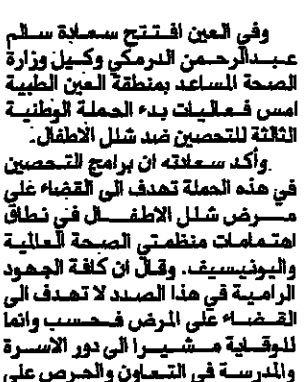 وفي العين افتتح سعادة سالم
عبدالرحمن الدرمكي وكيل وزارة
الصحة المساعد بمنطقة العين الطبية
امس فعاليات بدء الحملة الوطنية
الثالثة للتحصين ضد شلل الاطفال.
وأكد سعادته ان برامج التحصين
في هذه الحملة تهدف الى القضاء على
مرض شلل الاطفال في نطاق
اهتمامات منظمتي الصحة العالمية
واليونيسيف. وقال ان كافة الجهود
الرامية في هذا الصدد لا تهدف الى
القضاء على المرض فحسب وانما
للوقاية مشيرا الى دور الاسرة
والمدرسة في التعاون والحرص على